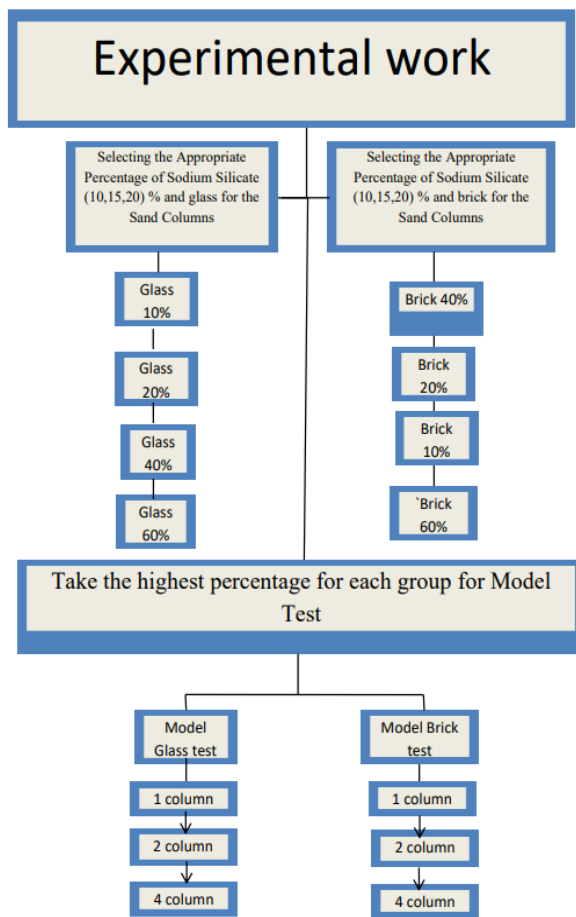 Experimental work
Selecting the Appropriate
Percentage of Sodium Silicate
(10,15,20) % and glass for the
Sand Columns
Selecting the Appropriate
Percentage of Sodium Silicate
(10,15,20) % and brick for the
Sand Columns
Glass
10%
Glass
20%
Glass
40%
Glass
60%
Brick 40%
Brick
20%
Brick
10%
`Brick
60%
Take the highest percentage for each group for Model
Test
Model
Glass test
1 column
2 column
4 column
Model Brick
test
1 column
2 column
4 column